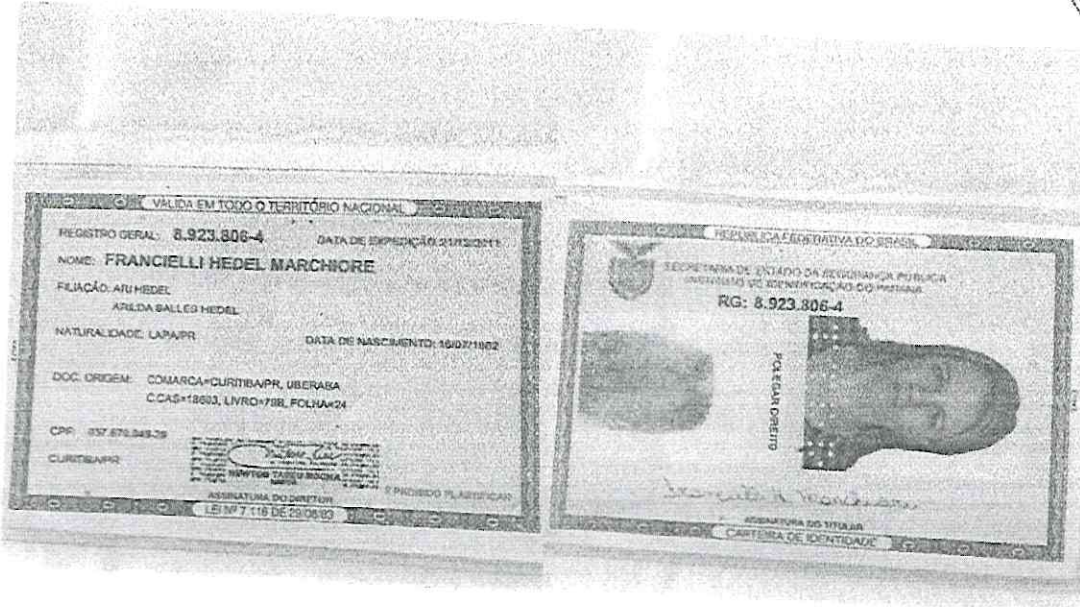 VÁLIDA EM TODO O TERRITÓRIO NACIONAL
REGISTRO GERAL: 8.923.806-4 DATA DE EXPEDIÇÃO:
NOME: FRANCIELLI HEDEL MARCHIORE
FILIAÇÃO: ARI HEDEL
HEDEL
NATURALIDADE: LAPA/PR DATA DE NASCIMENTO:
DOC. ORIGEM: COMARCA=CURITIBA/PR, UBERABA
C.CAS=18603, LIVRO=79B, FOLHA=24
CPF:
CURITIBA/PR
ASSINATURA DO DIRETOR É PROIBIDO PLASTIFICAR
LEI Nº 7.116 DE 29/08/83
REPÚBLICA FEDERATIVA DO BRASIL
SECRETARIA DE ESTADO DA SEGURANÇA PÚBLICA
INSTITUTO DE IDENTIFICAÇÃO DO PARANÁ
RG: 8.923.806-4
POLEGAR DIREITO
ASSINATURA DO TITULAR
CARTEIRA DE IDENTIDADE